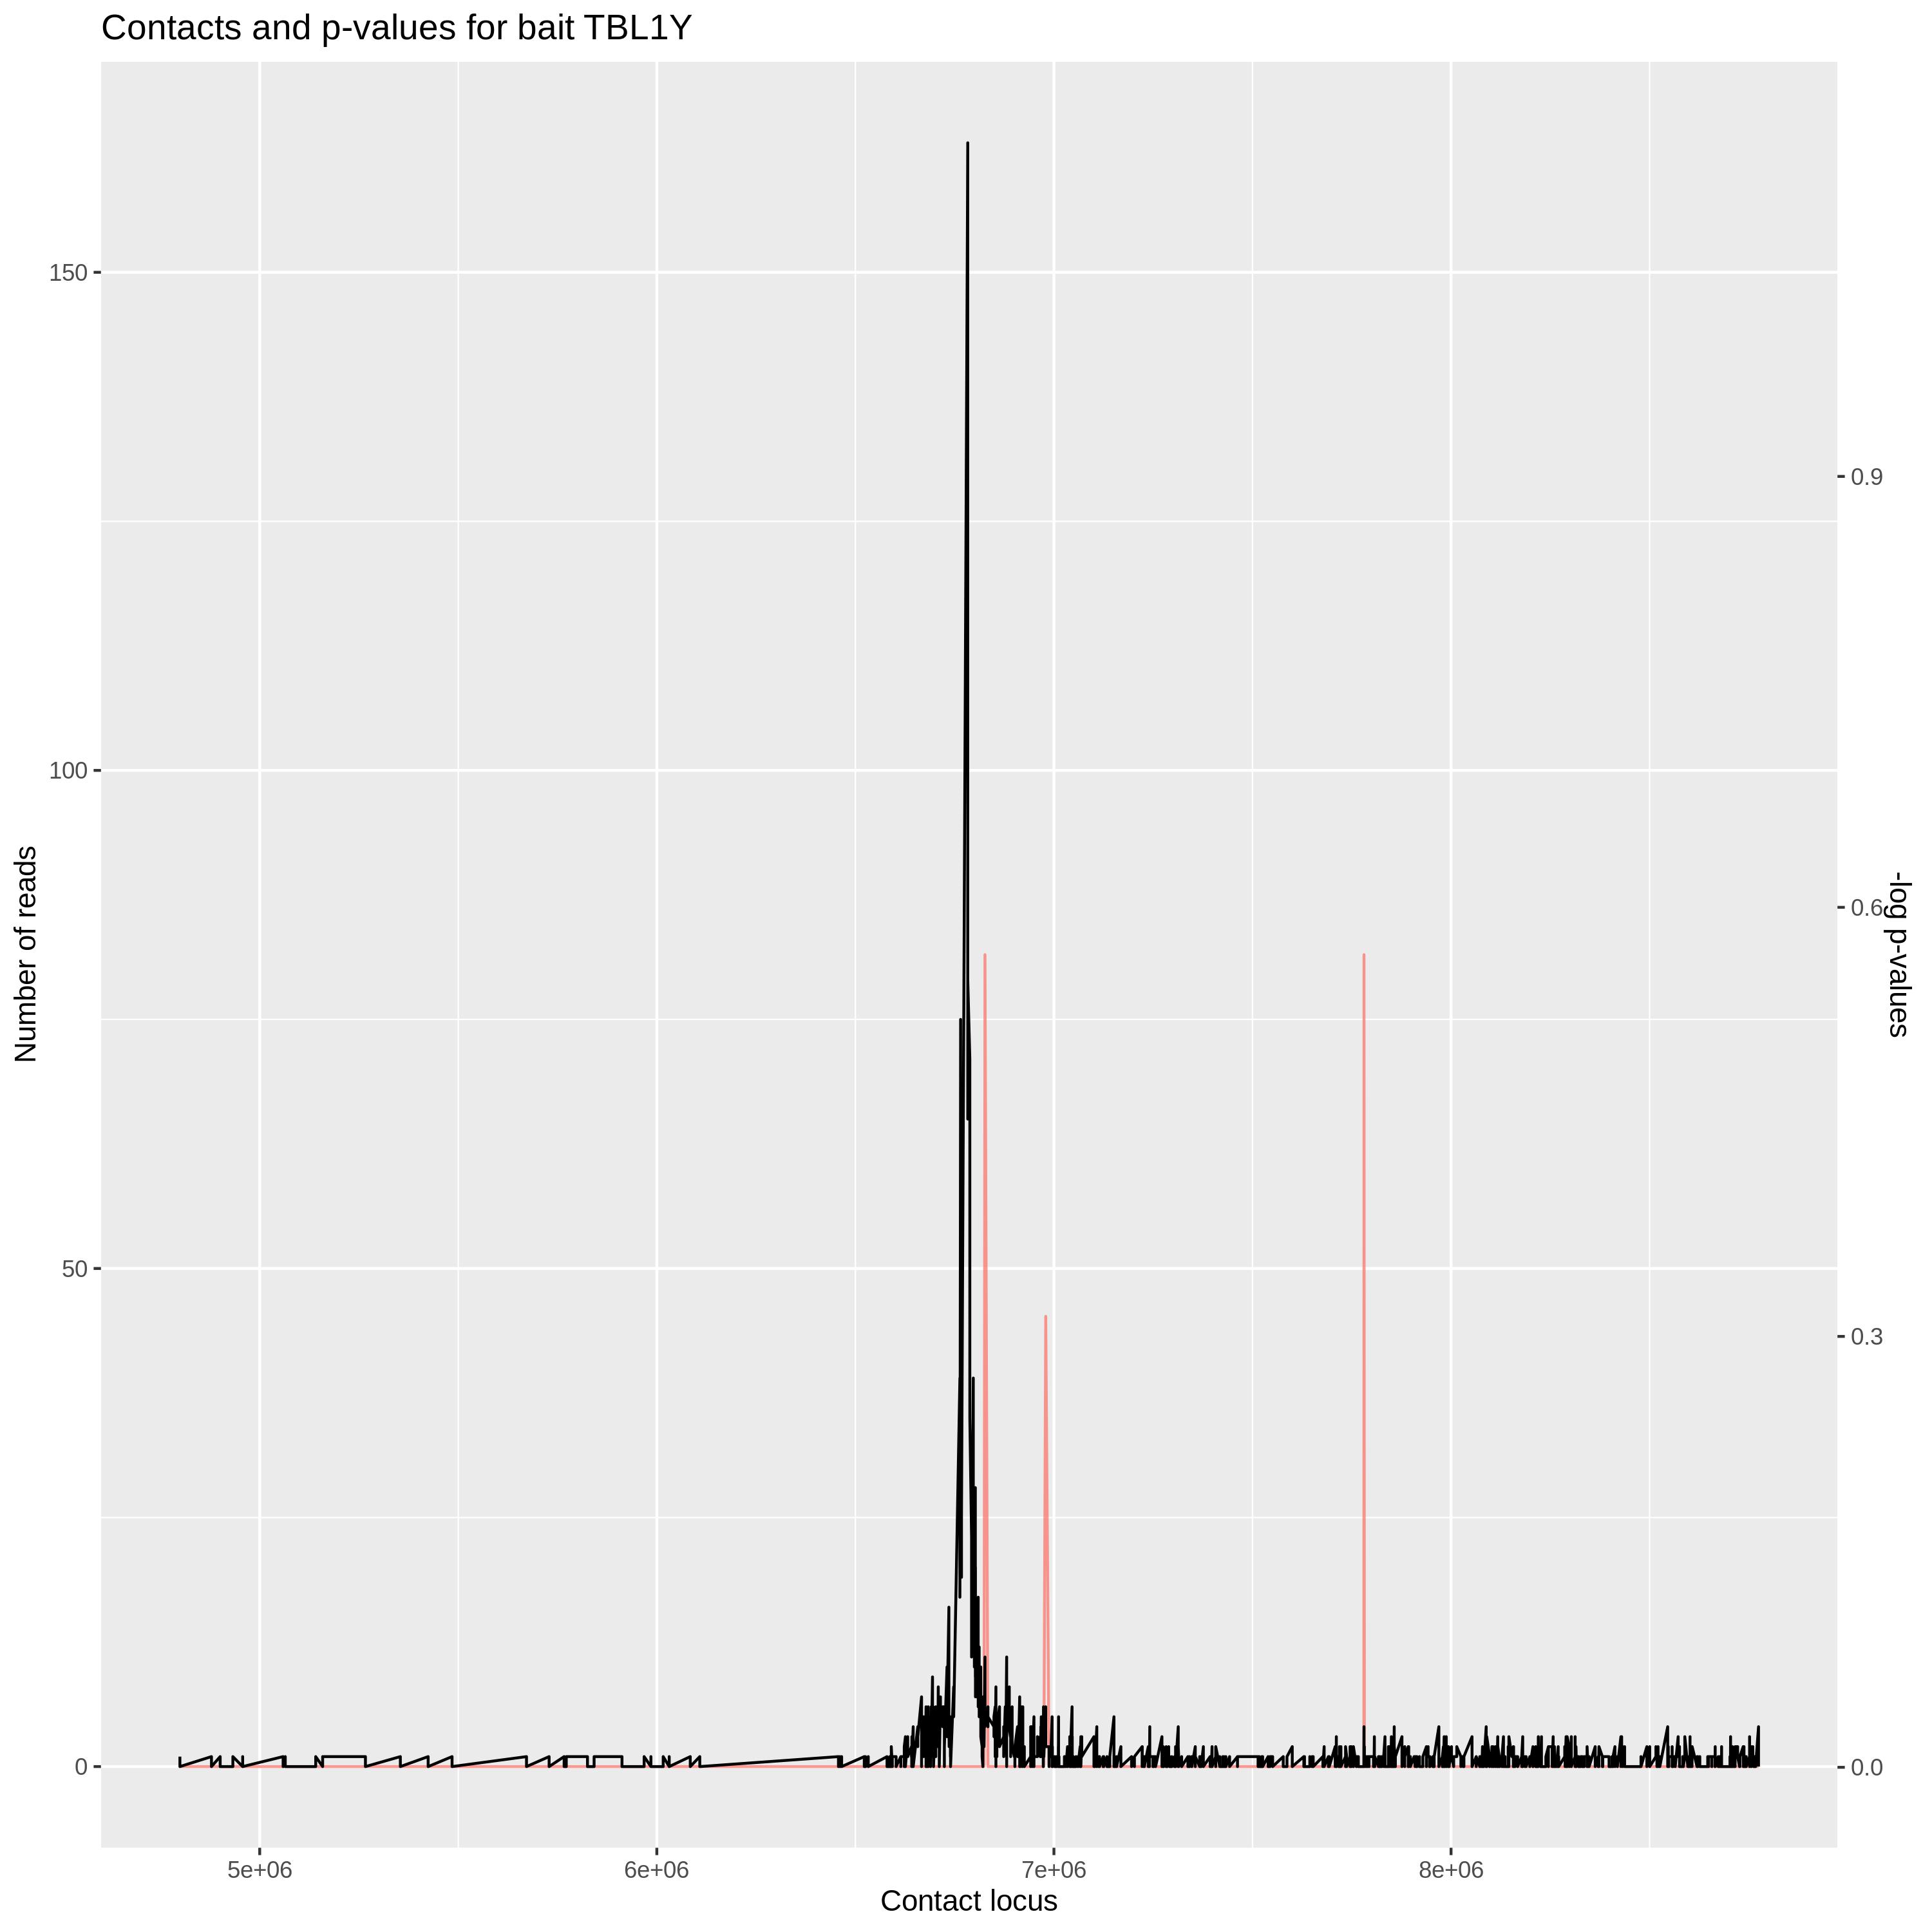 Contacts and p-values for bait TBL1Y
150
100
50
0
Number of reads
0.9
0.6
0.3
0.0
-log p-values
5e+06
6e+06
7e+06
8e+06
Contact locus